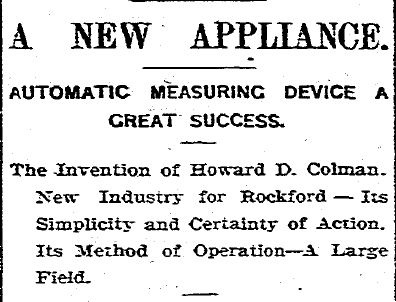 A NEW APPLIANCE.
AUTOMATIC MEASURING DEVICE A
GREAT SUCCESS.
The Invention of Howard D. Colman.
New Industry for Rockford — Its
Simplicity and Certainty of Action.
Its Method of Operation—A Large
Field.